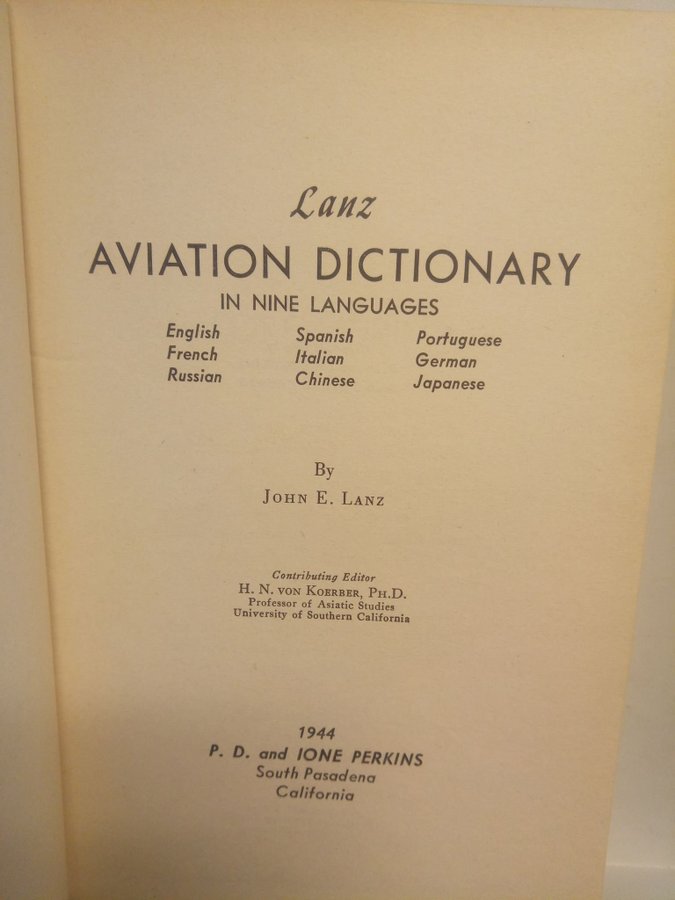 Lanz
AVIATION DICTIONARY
IN NINE LANGUAGES
English Spanish Portuguese
French Italian German
Russian Chinese Japanese
By
JOHN E. LANZ
Contributing Editor
H. N. VON KOERBER, PH.D.
Professor of Asiatic Studies
University of Southern California
1944
P. D. and IONE PERKINS
South Pasadena
California